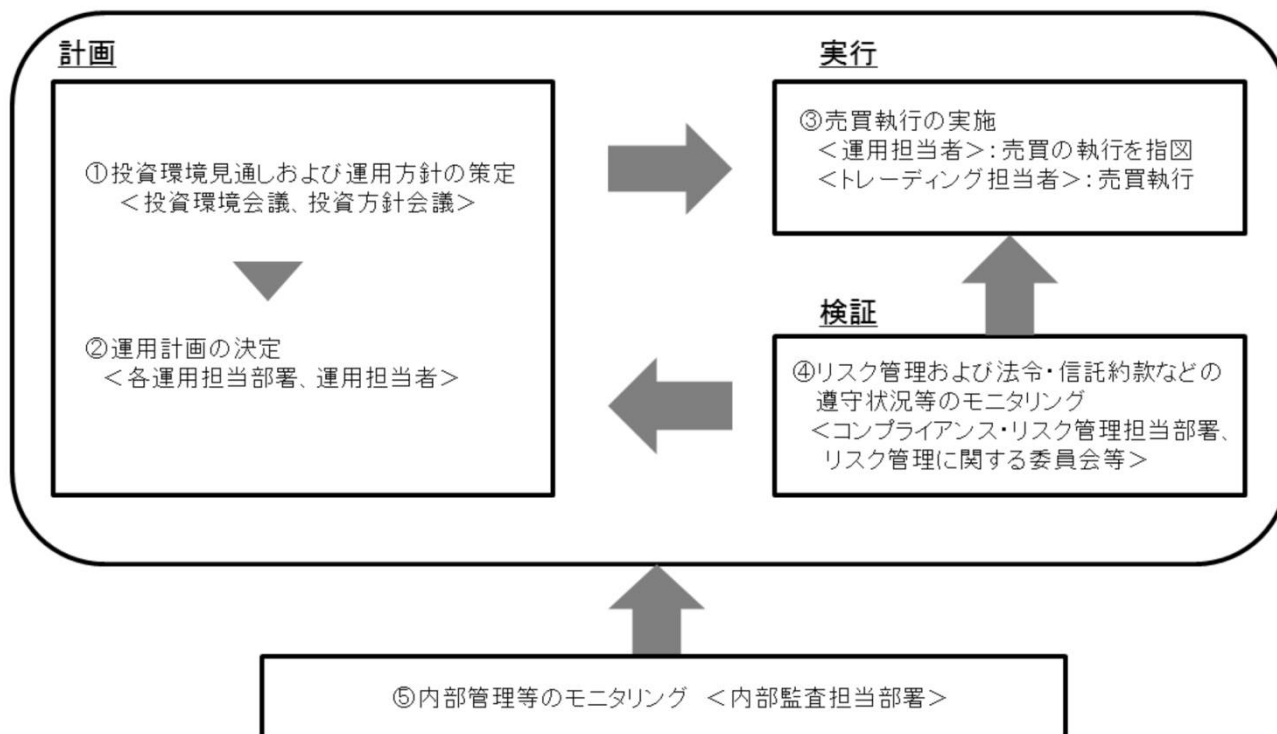 計画
①投資環境見通しおよび運用方針の策定
＜投資環境会議、投資方針会議＞
②運用計画の決定
＜各運用担当部署、運用担当者＞
実行
③売買執行の実施
＜運用担当者＞：売買の執行を指図
＜トレーディング担当者＞：売買執行
検証
④リスク管理および法令・信託約款などの
遵守状況等のモニタリング
＜コンプライアンス・リスク管理担当部署、
リスク管理に関する委員会等＞
⑤内部管理等のモニタリング ＜内部監査担当部署＞